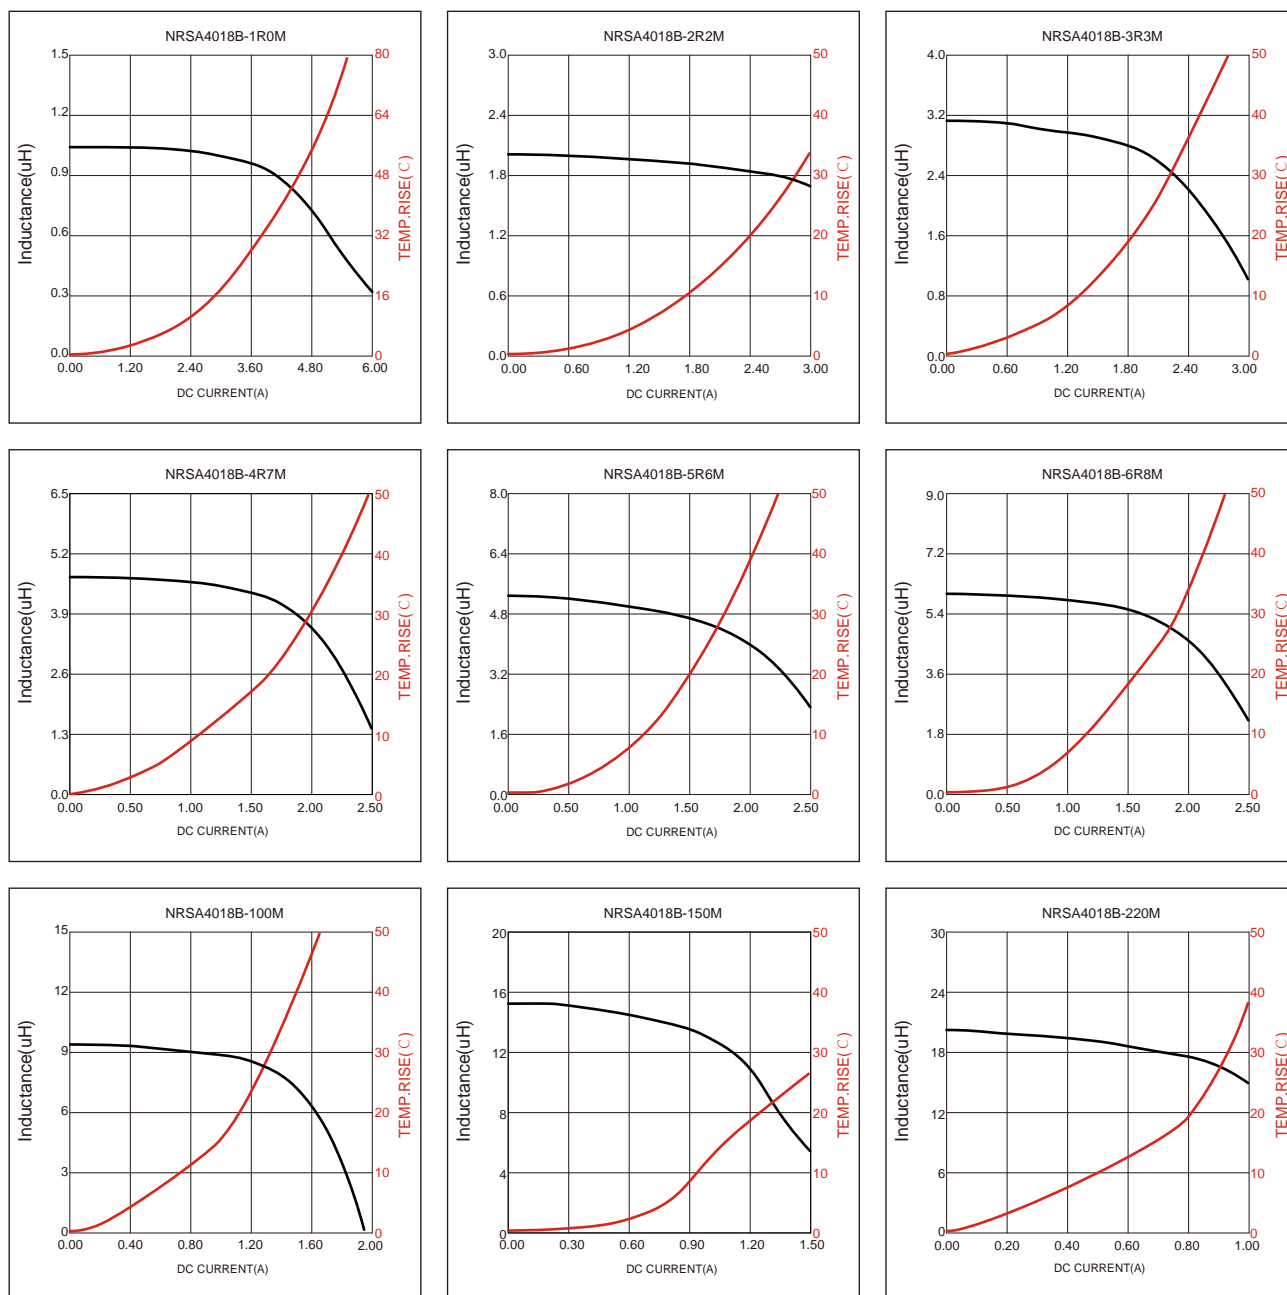 NRSA4018B-1R0M
1.5
1.2
0.9
0.6
0.3
0.0
80
64
48
32
16
0
0.00 1.20 2.40 3.60 4.80 6.00
Inductance(uH)
TEMP.RISE(℃)
DC CURRENT(A)
NRSA4018B-2R2M
3.0
2.4
1.8
1.2
0.6
0.0
50
40
30
20
10
0
0.00 0.60 1.20 1.80 2.40 3.00
Inductance(uH)
TEMP.RISE(℃)
DC CURRENT(A)
NRSA4018B-3R3M
4.0
3.2
2.4
1.6
0.8
0.0
50
40
30
20
10
0
0.00 0.60 1.20 1.80 2.40 3.00
Inductance(uH)
TEMP.RISE(℃)
DC CURRENT(A)
NRSA4018B-4R7M
6.5
5.2
3.9
2.6
1.3
0.0
50
40
30
20
10
0
0.00 0.50 1.00 1.50 2.00 2.50
Inductance(uH)
TEMP.RISE(℃)
DC CURRENT(A)
NRSA4018B-5R6M
8.0
6.4
4.8
3.2
1.6
0.0
50
40
30
20
10
0
0.00 0.50 1.00 1.50 2.00 2.50
Inductance(uH)
TEMP.RISE(℃)
DC CURRENT(A)
NRSA4018B-6R8M
9.0
7.2
5.4
3.6
1.8
0.0
50
40
30
20
10
0
0.00 0.50 1.00 1.50 2.00 2.50
Inductance(uH)
TEMP.RISE(℃)
DC CURRENT(A)
NRSA4018B-100M
15
12
9
6
3
0
50
40
30
20
10
0
0.00 0.40 0.80 1.20 1.60 2.00
Inductance(uH)
TEMP.RISE(℃)
DC CURRENT(A)
NRSA4018B-150M
20
16
12
8
4
0
50
40
30
20
10
0
0.00 0.30 0.60 0.90 1.20 1.50
Inductance(uH)
TEMP.RISE(℃)
DC CURRENT(A)
NRSA4018B-220M
30
24
18
12
6
0
50
40
30
20
10
0
0.00 0.20 0.40 0.60 0.80 1.00
Inductance(uH)
TEMP.RISE(℃)
DC CURRENT(A)